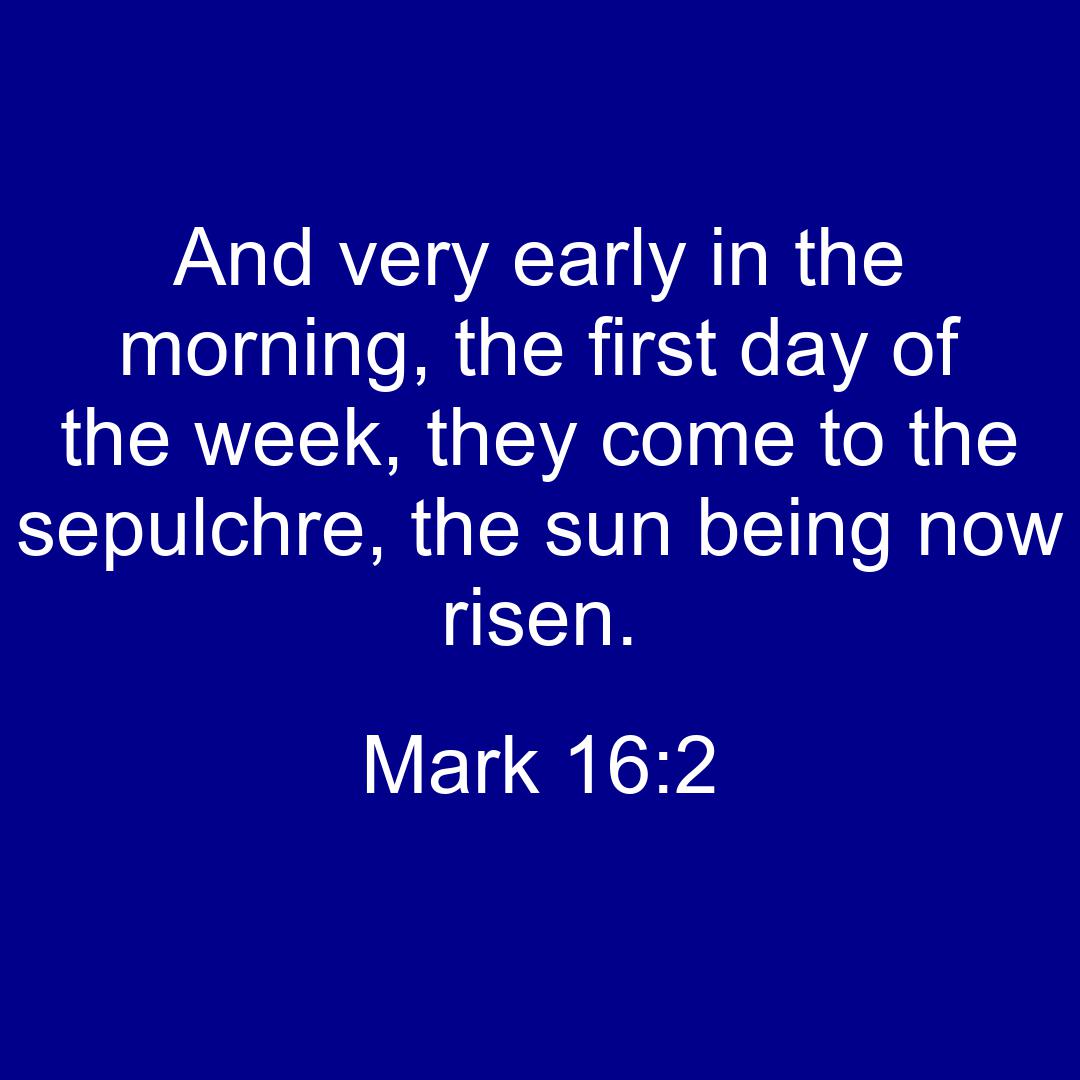 And very early in the
morning, the first day of
the week, they come to the
sepulchre, the sun being now
risen.
Mark 16:2